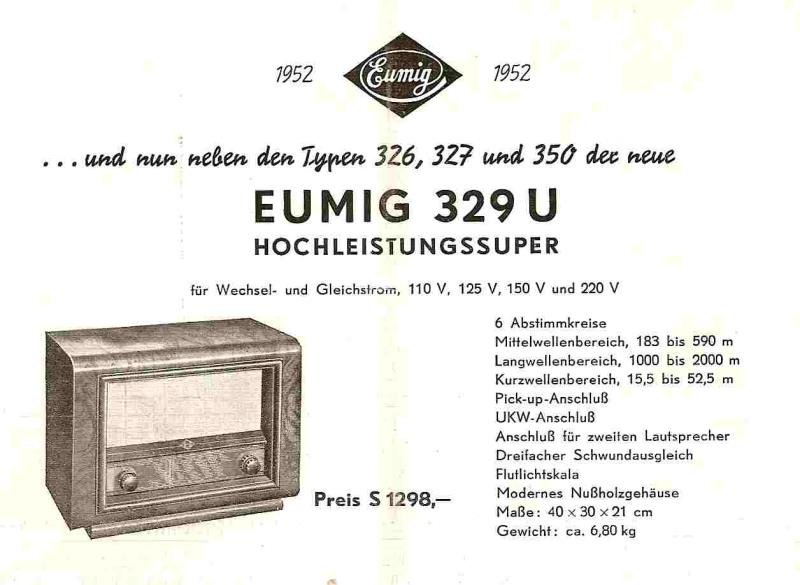 1952 Eumig 1952
... und nun neben den Typen 326, 327 und 350 der neue
EUMIG 329 U
HOCHLEISTUNGSSUPER
für Wechsel- und Gleichstrom, 110 V, 125 V, 150 V und 220 V
6 Abstimmkreise
Mittelwellenbereich, 183 bis 590 m
Langwellenbereich, 1000 bis 2000 m
Kurzwellenbereich, 15,5 bis 52,5 m
Pick-up-Anschluß
UKW-Anschluß
Anschluß für zweiten Lautsprecher
Dreifacher Schwundausgleich
Flutlichtskala
Modernes Nußholzgehäuse
Maße: 40 × 30 × 21 cm
Gewicht: ca. 6,80 kg
Preis S 1298,—